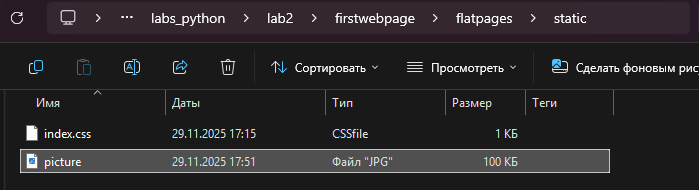 … labs_python > lab2 > firstwebpage > flatpages > static
Сортировать Просмотреть Сделать фоновым рис
Имя Даты Тип Размер Теги
index.css 29.11.2025 17:15 CSSfile 1 КБ
picture 29.11.2025 17:51 Файл "JPG" 100 КБ